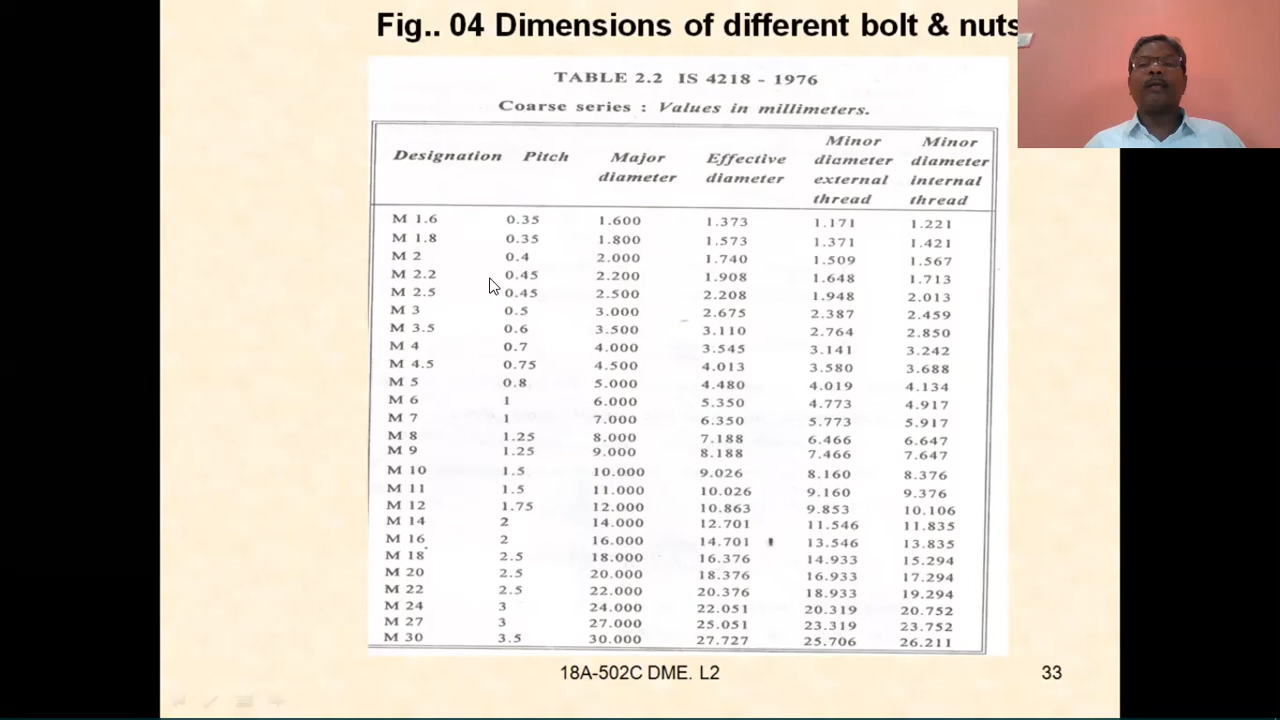 Fig.. 04 Dimensions of different bolt & nuts
TABLE 2.2 IS 4218 - 1976
Coarse series : Values in millimeters.
Designation Pitch Major diameter Effective diameter Minor diameter external thread Minor diameter internal thread
M 1.6 0.35 1.600 1.373 1.171 1.221
M 1.8 0.35 1.800 1.573 1.371 1.421
M 2 0.4 2.000 1.740 1.509 1.567
M 2.2 0.45 2.200 1.908 1.648 1.713
M 2.5 0.45 2.500 2.208 1.948 2.013
M 3 0.5 3.000 2.675 2.387 2.459
M 3.5 0.6 3.500 3.110 2.764 2.850
M 4 0.7 4.000 3.545 3.141 3.242
M 4.5 0.75 4.500 4.013 3.580 3.688
M 5 0.8 5.000 4.480 4.019 4.134
M 6 1 6.000 5.350 4.773 4.917
M 7 1 7.000 6.350 5.773 5.917
M 8 1.25 8.000 7.188 6.466 6.647
M 9 1.25 9.000 8.188 7.466 7.647
M 10 1.5 10.000 9.026 8.160 8.376
M 11 1.5 11.000 10.026 9.160 9.376
M 12 1.75 12.000 10.863 9.853 10.106
M 14 2 14.000 12.701 11.546 11.835
M 16 2 16.000 14.701 13.546 13.835
M 18 2.5 18.000 16.376 14.933 15.294
M 20 2.5 20.000 18.376 16.933 17.294
M 22 2.5 22.000 20.376 18.933 19.294
M 24 3 24.000 22.051 20.319 20.752
M 27 3 27.000 25.051 23.319 23.752
M 30 3.5 30.000 27.727 25.706 26.211
18A-502C DME. L2
33